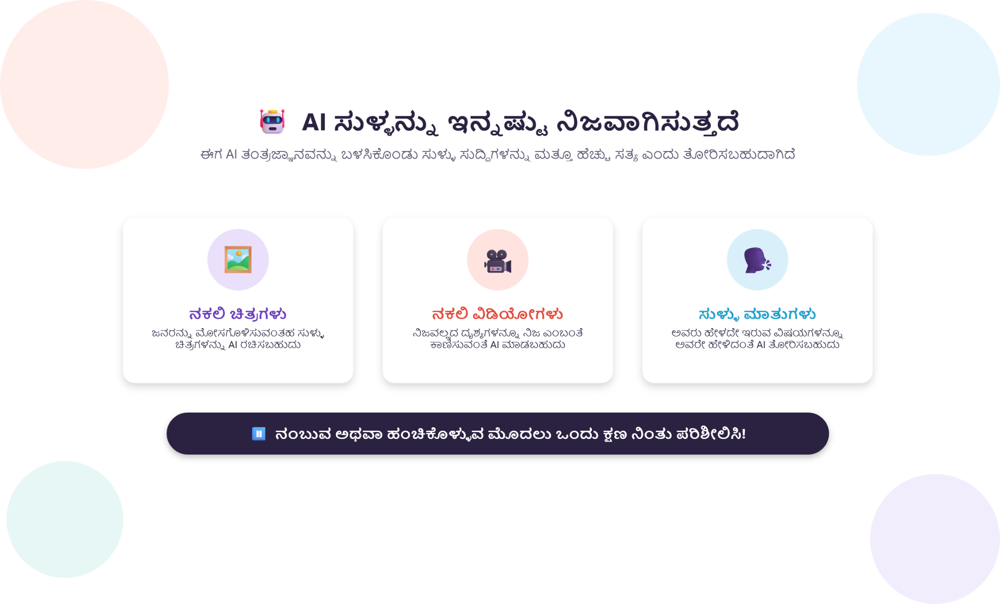 AI ಸುಳ್ಳನ್ನು ಇನ್ನಷ್ಟು ನಿಜವಾಗಿಸುತ್ತದೆ
ಈಗ AI ತಂತ್ರಜ್ಞಾನವನ್ನು ಬಳಸಿಕೊಂಡು ಸುಳ್ಳು ಸುದ್ದಿಗಳನ್ನು ಮತ್ತೂ ಹೆಚ್ಚು ಸತ್ಯ ಎಂದು ತೋರಿಸಬಹುದಾಗಿದೆ
ನಕಲಿ ಚಿತ್ರಗಳು
ಜನರನ್ನು ಮೋಸಗೊಳಿಸುವಂತಹ ಸುಳ್ಳು
ಚಿತ್ರಗಳನ್ನು AI ರಚಿಸಬಹುದು
ನಕಲಿ ವಿಡಿಯೋಗಳು
ನಿಜವಲ್ಲದ ದೃಶ್ಯಗಳನ್ನೂ ನಿಜ ಎಂಬಂತೆ
ಕಾಣಿಸುವಂತೆ AI ಮಾಡಬಹುದು
ಸುಳ್ಳು ಮಾತುಗಳು
ಅವರು ಹೇಳದೇ ಇರುವ ವಿಷಯಗಳನ್ನೂ
ಅವರೇ ಹೇಳಿದಂತೆ AI ತೋರಿಸಬಹುದು
ನಂಬುವ ಅಥವಾ ಹಂಚಿಕೊಳ್ಳುವ ಮೊದಲು ಒಂದು ಕ್ಷಣ ನಿಂತು ಪರಿಶೀಲಿಸಿ!